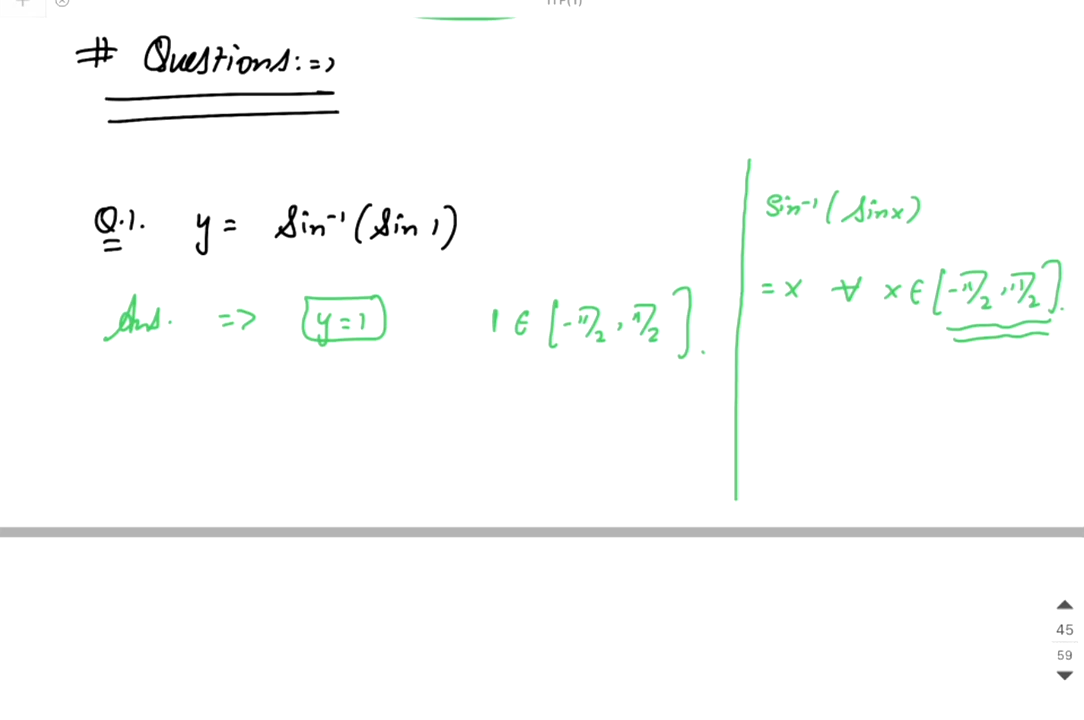 # Questions:=>
Q.1. y = Sin⁻¹(Sin 1)
Ans. => y=1 1 ∈ [-π/2, π/2].
Sin⁻¹(Sinx)
= x ∀ x ∈ [-π/2, π/2].
45
59